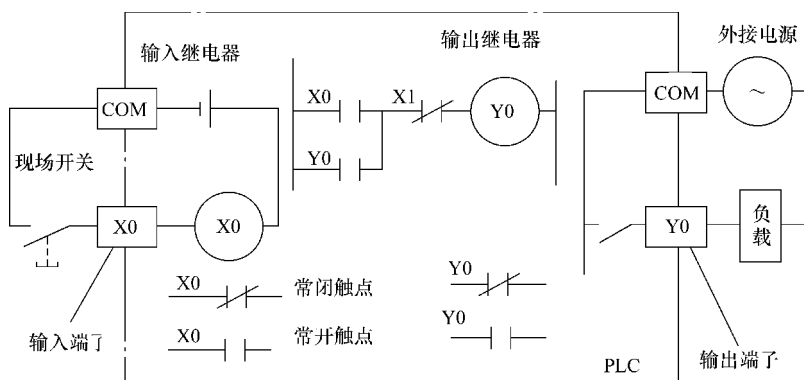 输入继电器
输出继电器
外接电源
COM
X0
X1
Y0
Y0
COM
~
现场开关
X0
X0
Y0
负载
X0
常闭触点
Y0
X0
常开触点
Y0
输入端了
PLC
输出端了